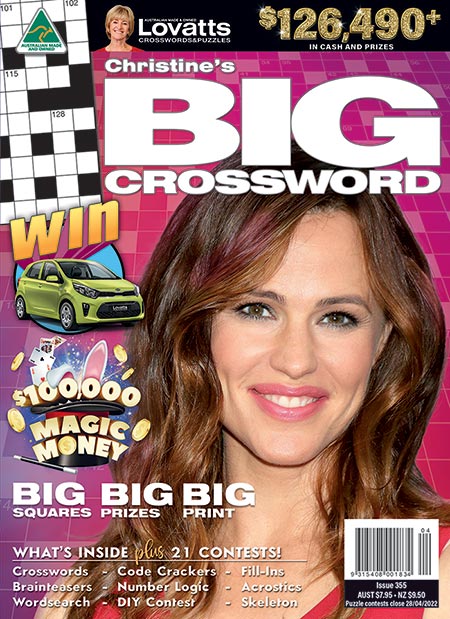 101
102
115
128
AUSTRALIAN MADE
AND OWNED
AUSTRALIAN MADE & OWNED
Lovatts
CROSSWORDS&PUZZLES
$126,490+
IN CASH AND PRIZES
Christine's
BIG
CROSSWORD
WIN
$100,000
MAGIC
MONEY
BIG BIG BIG
SQUARES PRIZES PRINT
WHAT'S INSIDE plus 21 CONTESTS!
Crosswords - Code Crackers - Fill-Ins
Brainteasers - Number Logic - Acrostics
Wordsearch - DIY Contest - Skeleton
04
9 315408 001834
Issue 355
AUST $7.95 • NZ $9.50
Puzzle contests close 28/04/2022